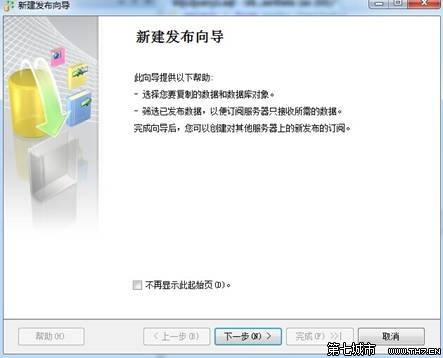 新建发布向导
新建发布向导
此向导提供以下帮助:
- 选择您要复制的数据和数据库对象。
- 筛选已发布数据，以便订阅服务器只接收所需的数据。
完成向导后，您可以创建对其他服务器上的新发布的订阅。
不再显示此起始页(D)。
帮助(H) < 上一步(B) 下一步(N) > 完成(F) >>| 取消
第七城市 WWW.TH7.CN